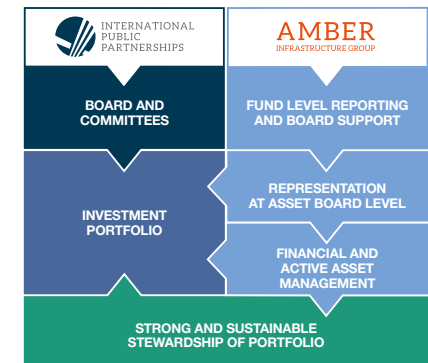 INTERNATIONAL
PUBLIC
PARTNERSHIPS
AMBER
INFRASTRUCTURE GROUP
BOARD AND
COMMITTEES
FUND LEVEL REPORTING
AND BOARD SUPPORT
INVESTMENT
PORTFOLIO
REPRESENTATION
AT ASSET BOARD LEVEL
FINANCIAL AND
ACTIVE ASSET
MANAGEMENT
STRONG AND SUSTAINABLE
STEWARDSHIP OF PORTFOLIO